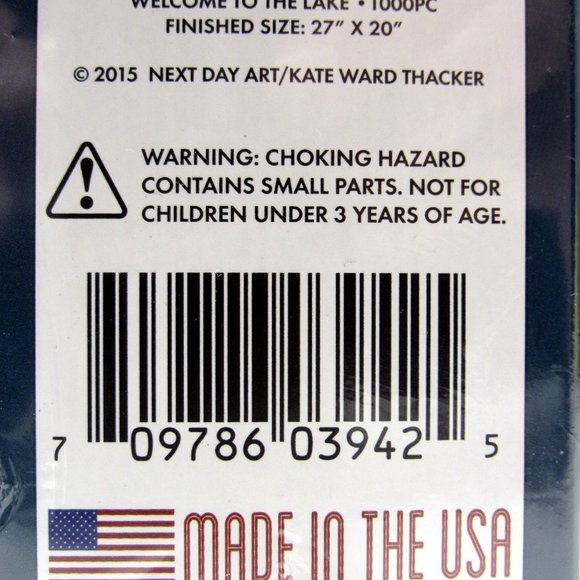 WELCOME TO THE LAKE • 1000PC
FINISHED SIZE: 27" X 20"
© 2015 NEXT DAY ART/KATE WARD THACKER
WARNING: CHOKING HAZARD
CONTAINS SMALL PARTS. NOT FOR
CHILDREN UNDER 3 YEARS OF AGE.
7 09786 03942 5
MADE IN THE USA